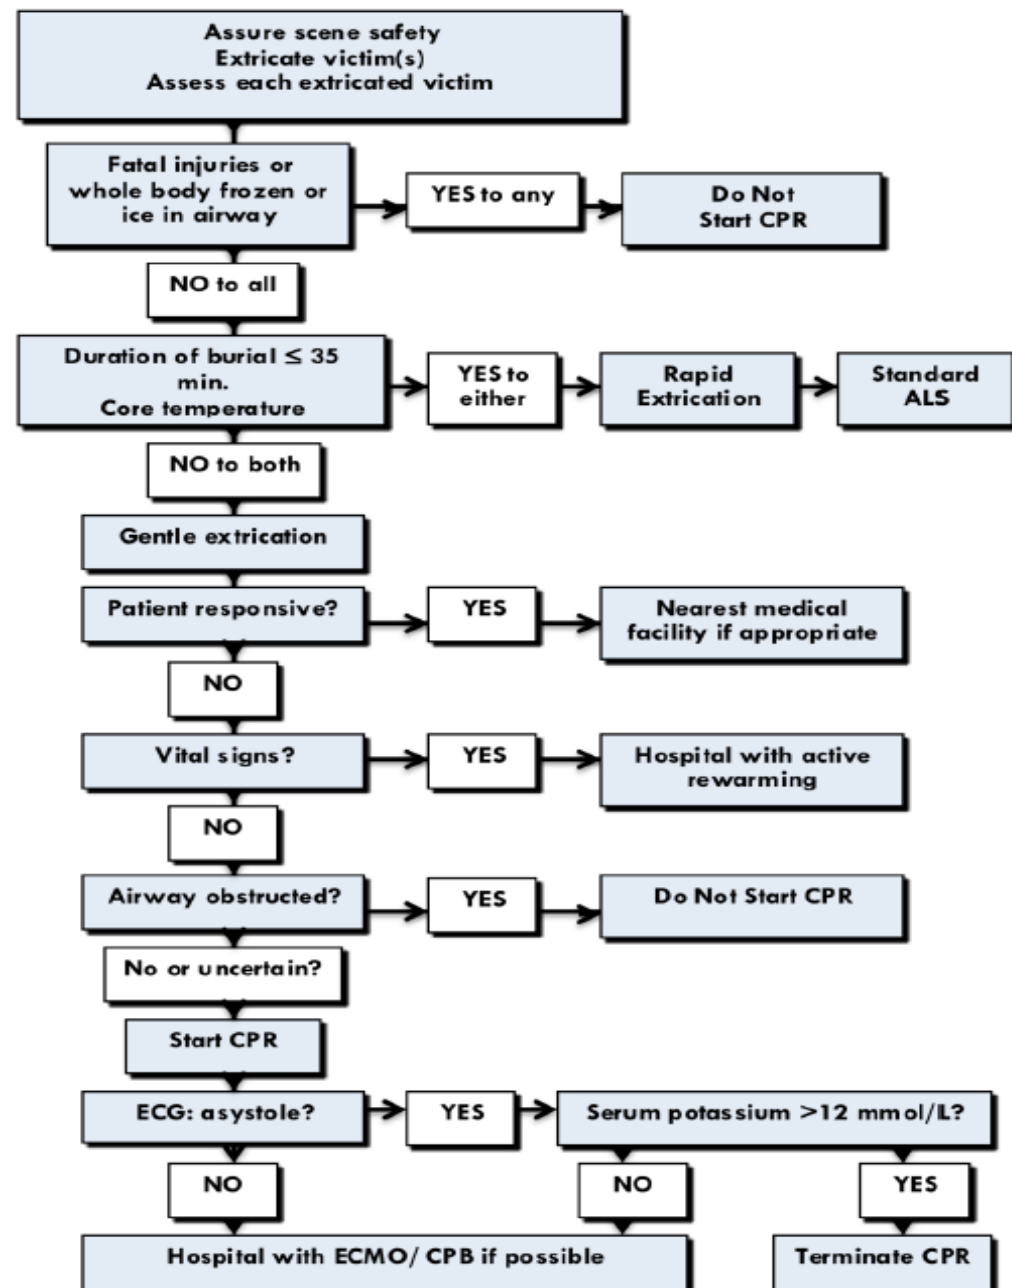 Assure scene safety
Extricate victim(s)
Assess each extricated victim
Fatal injuries or
whole body frozen or
ice in airway
YES to any
Do Not
Start CPR
NO to all
Duration of burial ≤ 35
min.
Core temperature
YES to
either
Rapid
Extrication
Standard
ALS
NO to both
Gentle extrication
Patient responsive?
YES
Nearest medical
facility if appropriate
NO
Vital signs?
YES
Hospital with active
rewarming
NO
Airway obstructed?
YES
Do Not Start CPR
No or uncertain?
Start CPR
ECG: asystole?
YES
Serum potassium >12 mmol/L?
NO
NO
YES
Hospital with ECMO/ CPB if possible
Terminate CPR